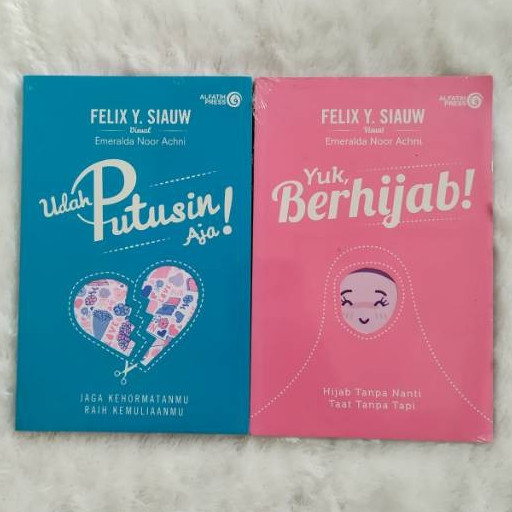 ALFATIH
PRESS
FELIX Y. SIAUW
Visual
Emeralda Noor Achni
Udah
Putusin
Aja!
JAGA KEHORMATANMU
RAIH KEMULIAANMU
ALFATIH
PRESS
FELIX Y. SIAUW
Visual
Emeralda Noor Achni
Yuk,
Berhijab!
Hijab Tanpa Nanti
Taat Tanpa Tapi